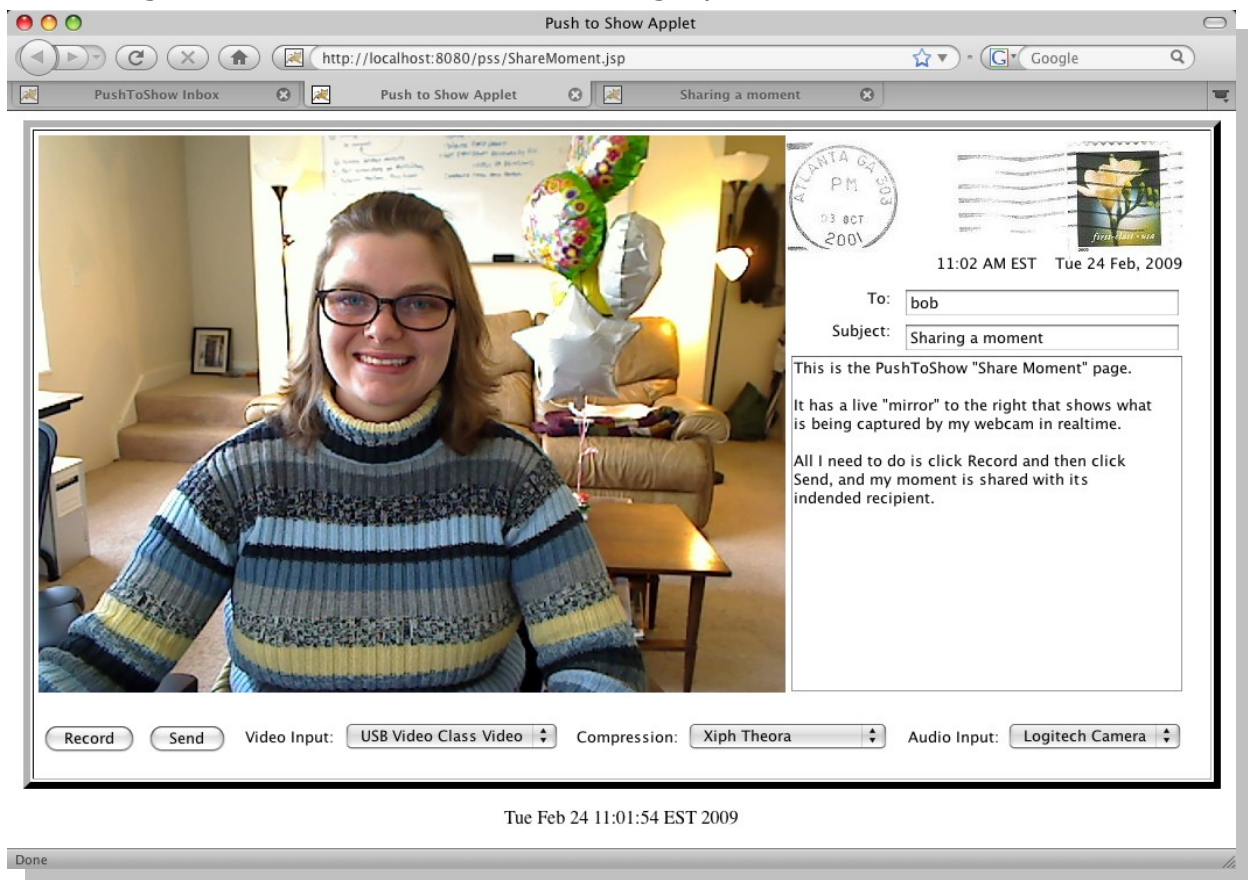 Push to Show Applet
http://localhost:8080/pss/ShareMoment.jsp
Google
PushToShow Inbox
Push to Show Applet
Sharing a moment
ATLANTA GA 303
PM
03 OCT
2001
first-class • usa
11:02 AM EST Tue 24 Feb, 2009
To: bob
Subject: Sharing a moment
This is the PushToShow "Share Moment" page.
It has a live "mirror" to the right that shows what
is being captured by my webcam in realtime.
All I need to do is click Record and then click
Send, and my moment is shared with its
indended recipient.
Record Send Video Input: USB Video Class Video Compression: Xiph Theora Audio Input: Logitech Camera
Tue Feb 24 11:01:54 EST 2009
Done